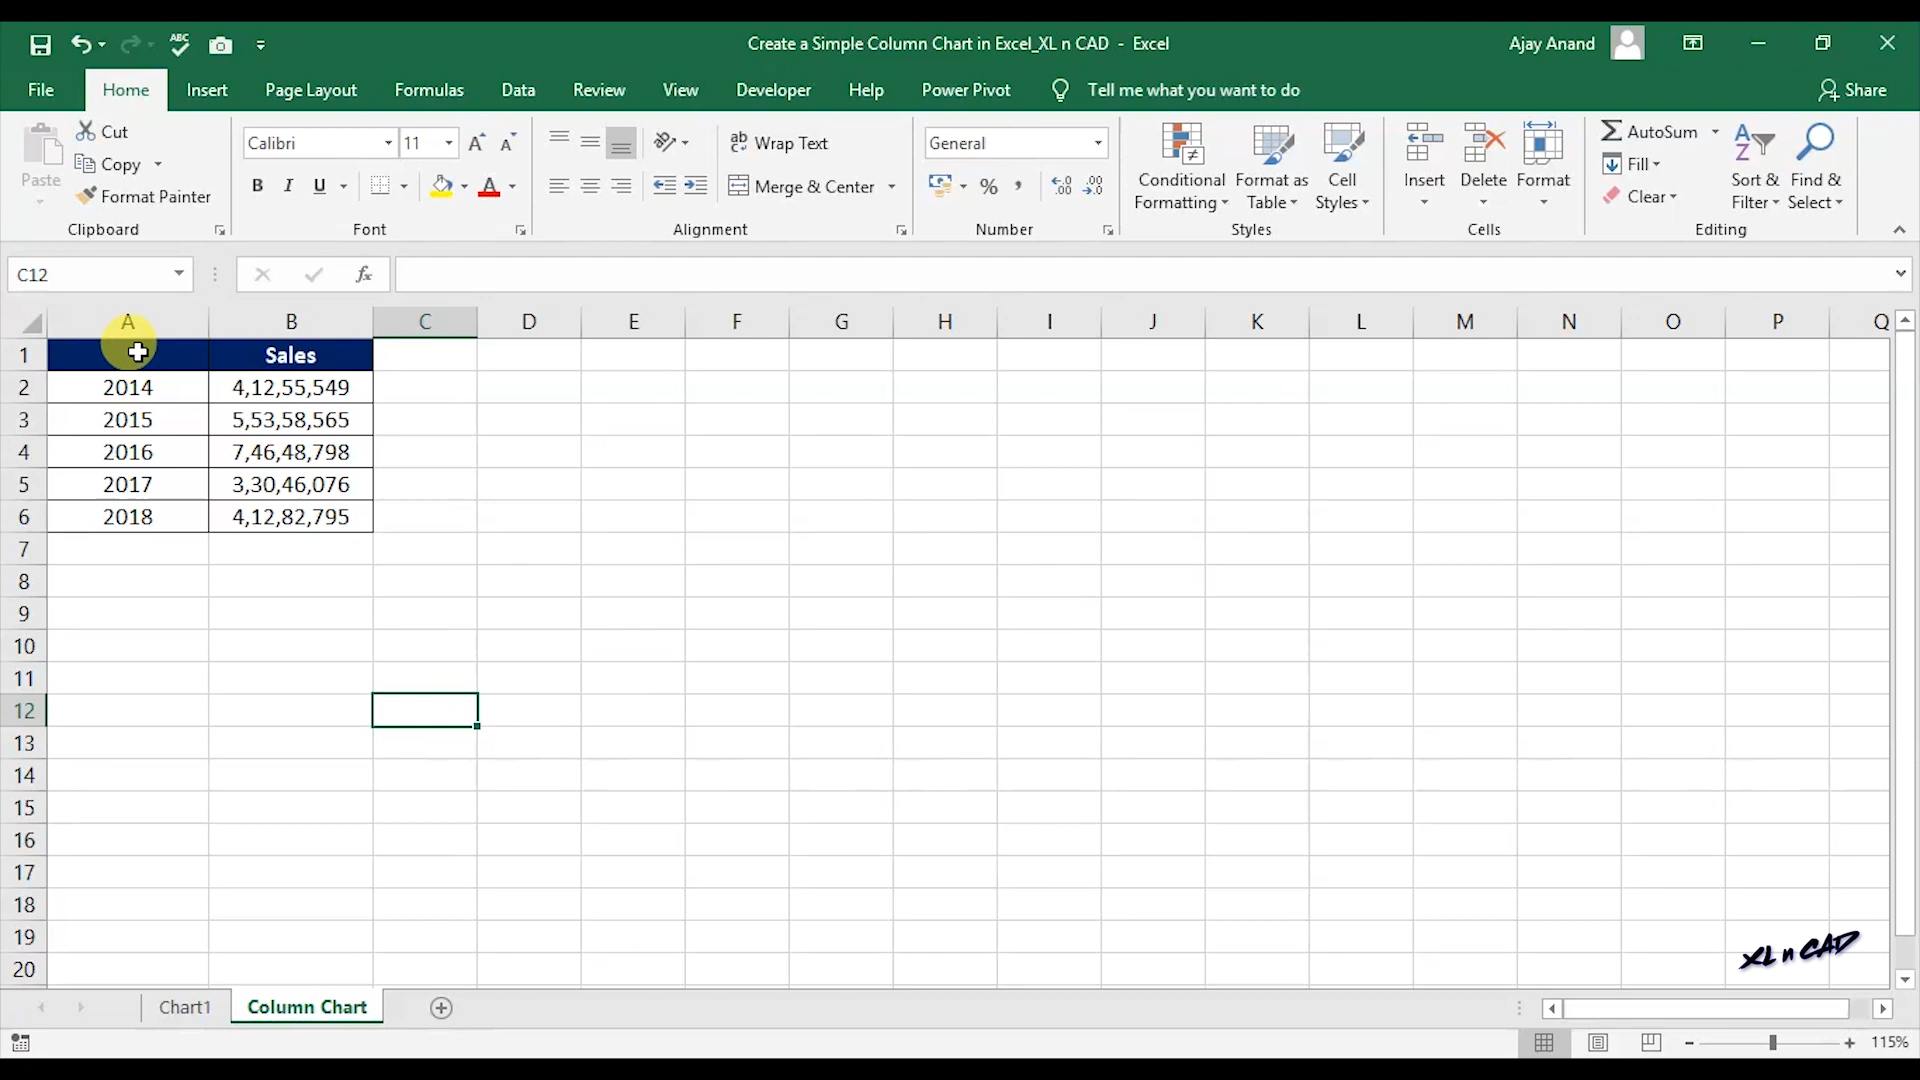 ABC
Create a Simple Column Chart in Excel_XL n CAD - Excel
Ajay Anand
File Home Insert Page Layout Formulas Data Review View Developer Help Power Pivot Tell me what you want to do Share
Paste
Cut
Copy
Format Painter
Clipboard
Calibri 11
B I U A
Font
Wrap Text
Merge & Center
Alignment
General
% ,
Number
Conditional Formatting
Format as Table
Cell Styles
Styles
Insert Delete Format
Cells
AutoSum
Fill
Clear
Sort & Filter
Find & Select
Editing
C12 fx
A B C D E F G H I J K L M N O P Q
1 Sales
2 2014 4,12,55,549
3 2015 5,53,58,565
4 2016 7,46,48,798
5 2017 3,30,46,076
6 2018 4,12,82,795
7
8
9
10
11
12
13
14
15
16
17
18
19
20
XL n CAD
Chart1 Column Chart
115%